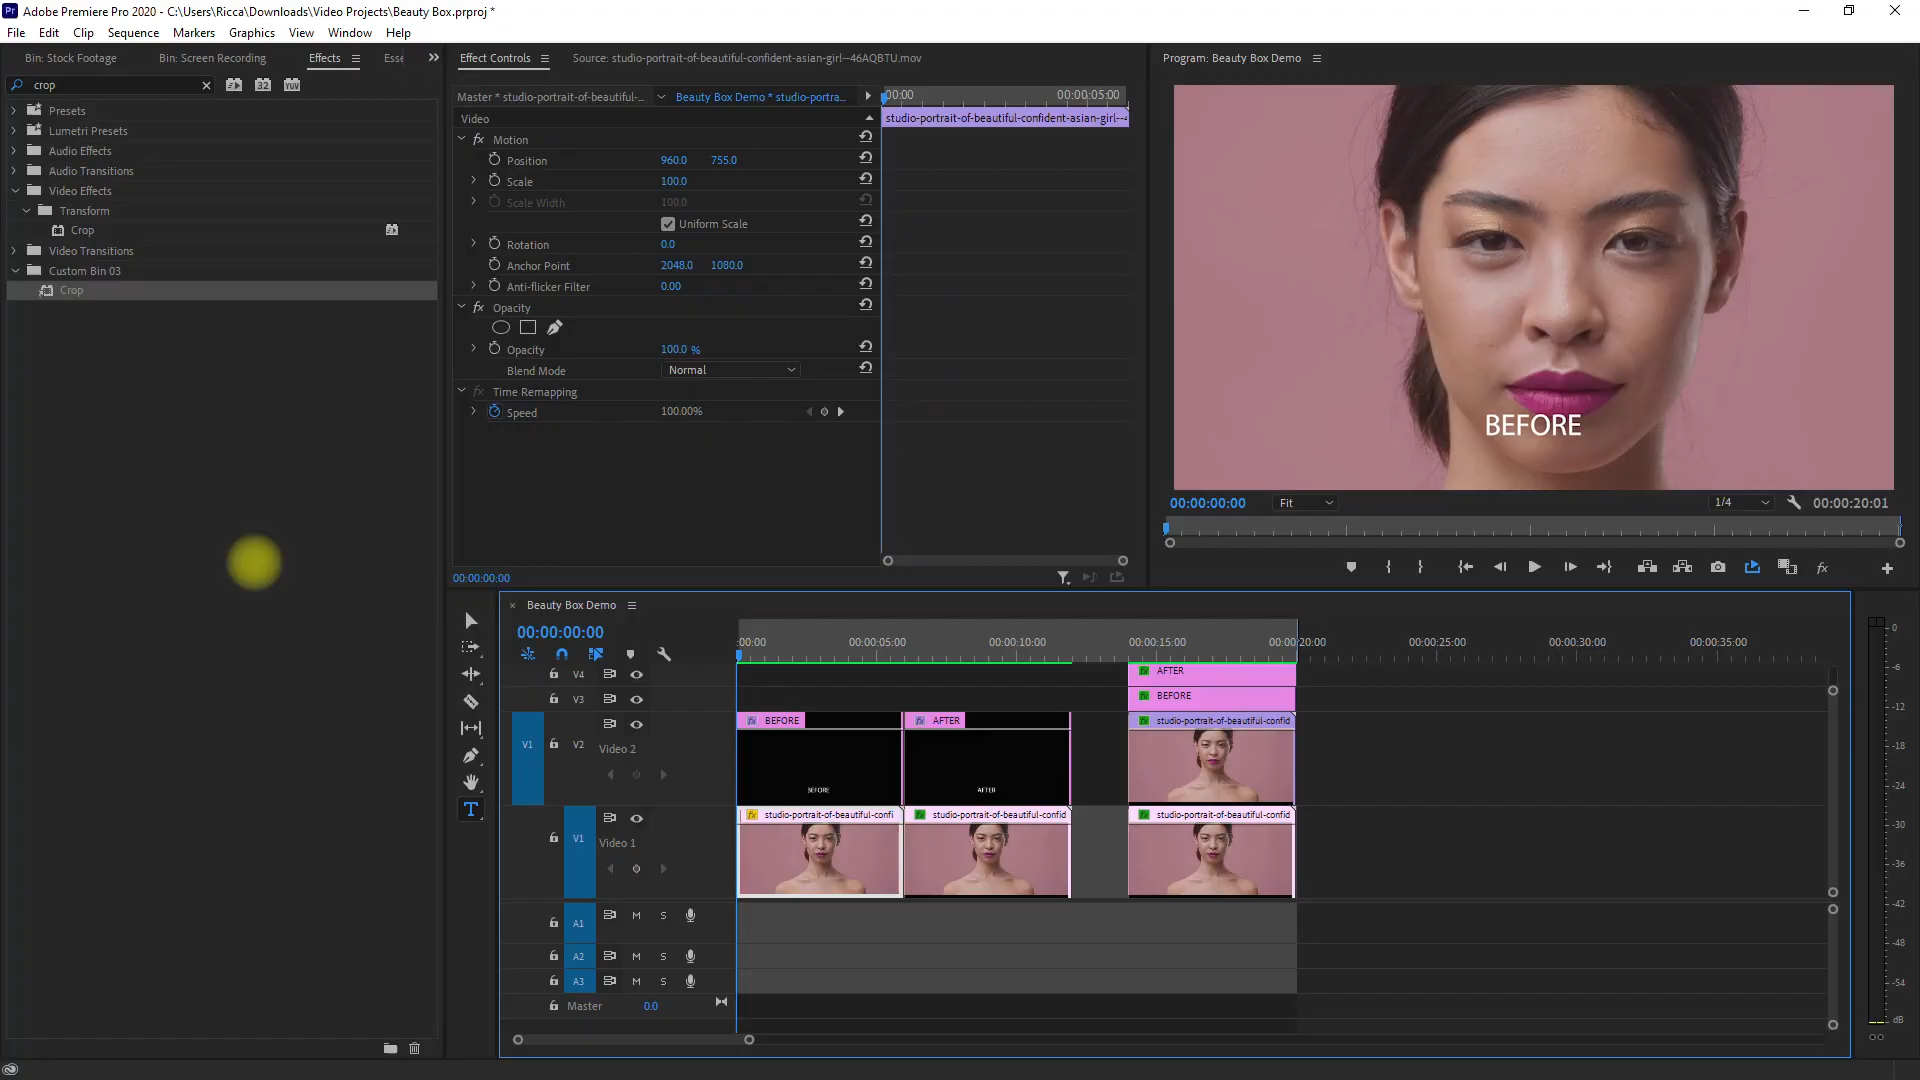 Adobe Premiere Pro 2020 - C:\Users\Ricca\Downloads\Video Projects\Beauty Box.prproj *
File Edit Clip Sequence Markers Graphics View Window Help
Bin: Stock Footage Bin: Screen Recording Effects Esse
crop
Presets
Lumetri Presets
Audio Effects
Audio Transitions
Video Effects
Transform
Crop
Video Transitions
Custom Bin 03
Crop
Effect Controls Source: studio-portrait-of-beautiful-confident-asian-girl--46AQBTU.mov
Master * studio-portrait-of-beautiful-... Beauty Box Demo * studio-portra...
:00:00 00:00:05:00
Video studio-portrait-of-beautiful-confident-asian-girl--4
Motion
Position 960.0 755.0
Scale 100.0
Scale Width 100.0
Uniform Scale
Rotation 0.0
Anchor Point 2048.0 1080.0
Anti-flicker Filter 0.00
Opacity
Opacity 100.0 %
Blend Mode Normal
Time Remapping
Speed 100.00%
00:00:00:00
Program: Beauty Box Demo
BEFORE
00:00:00:00 Fit 1/4 00:00:20:01
Beauty Box Demo
00:00:00:00
:00:00 00:00:05:00 00:00:10:00 00:00:15:00 00:00:20:00 00:00:25:00 00:00:30:00 00:00:35:00
V4 fx AFTER
V3 fx BEFORE
V1 V2 Video 2
fx BEFORE fx AFTER fx studio-portrait-of-beautiful-confid
BEFORE AFTER
V1 Video 1
fx studio-portrait-of-beautiful-confi fx studio-portrait-of-beautiful-confid fx studio-portrait-of-beautiful-confid
A1 M S
A2 M S
A3 M S
Master 0.0
0
-6
-12
-18
-24
-30
-36
-42
-48
-54
dB